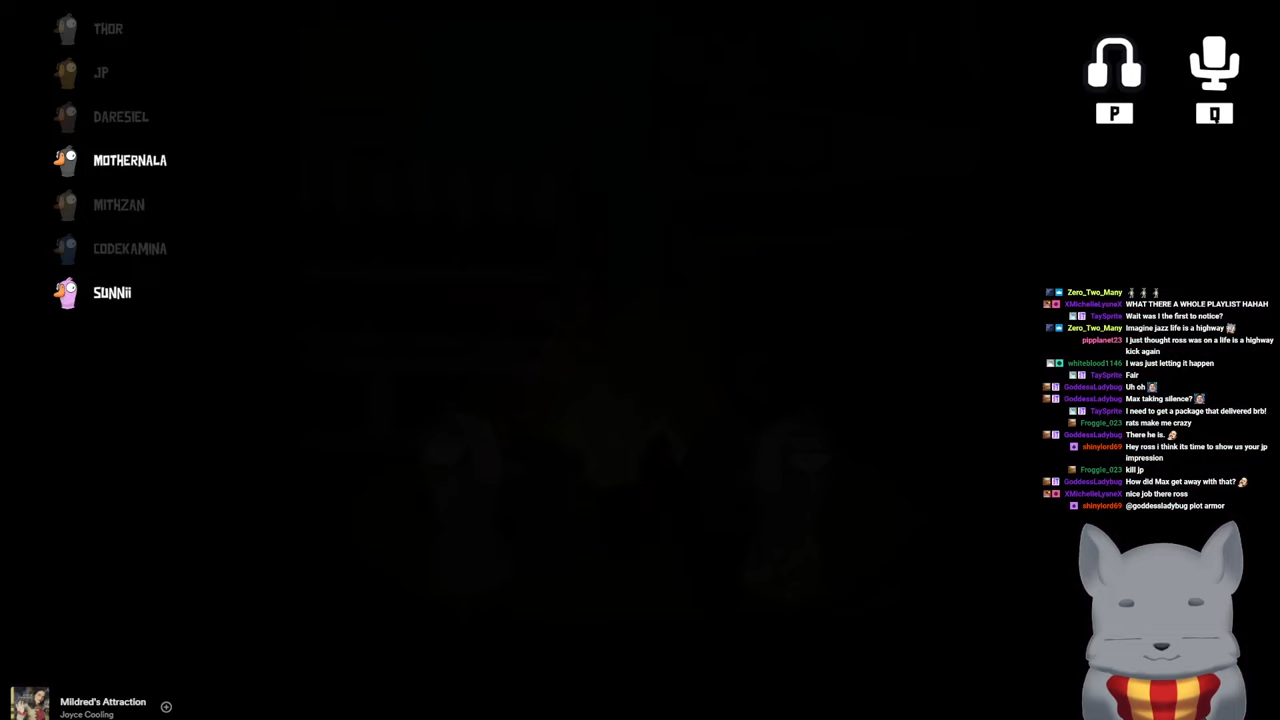 THOR
JP
DARESIEL
MOTHERNALA
MITHZAN
CODEKAMINA
SUNNii
P
Q
Zero_Two_Many
XMichelleLysneX WHAT THERE A WHOLE PLAYLIST HAHAH
TaySprite Wait was I the first to notice?
Zero_Two_Many Imagine jazz life is a highway
pipplanet23 I just thought ross was on a life is a highway
kick again
whiteblood1146 I was just letting it happen
TaySprite Fair
GoddessLadybug Uh oh
GoddessLadybug Max taking silence?
TaySprite I need to get a package that delivered brb!
Froggie_023 rats make me crazy
GoddessLadybug There he is.
shinylord69 Hey ross i think its time to show us your jp
impression
Froggie_023 kill jp
GoddessLadybug How did Max get away with that?
XMichelleLysneX nice job there ross
shinylord69 @goddessladybug plot armor
Mildred's Attraction
Joyce Cooling